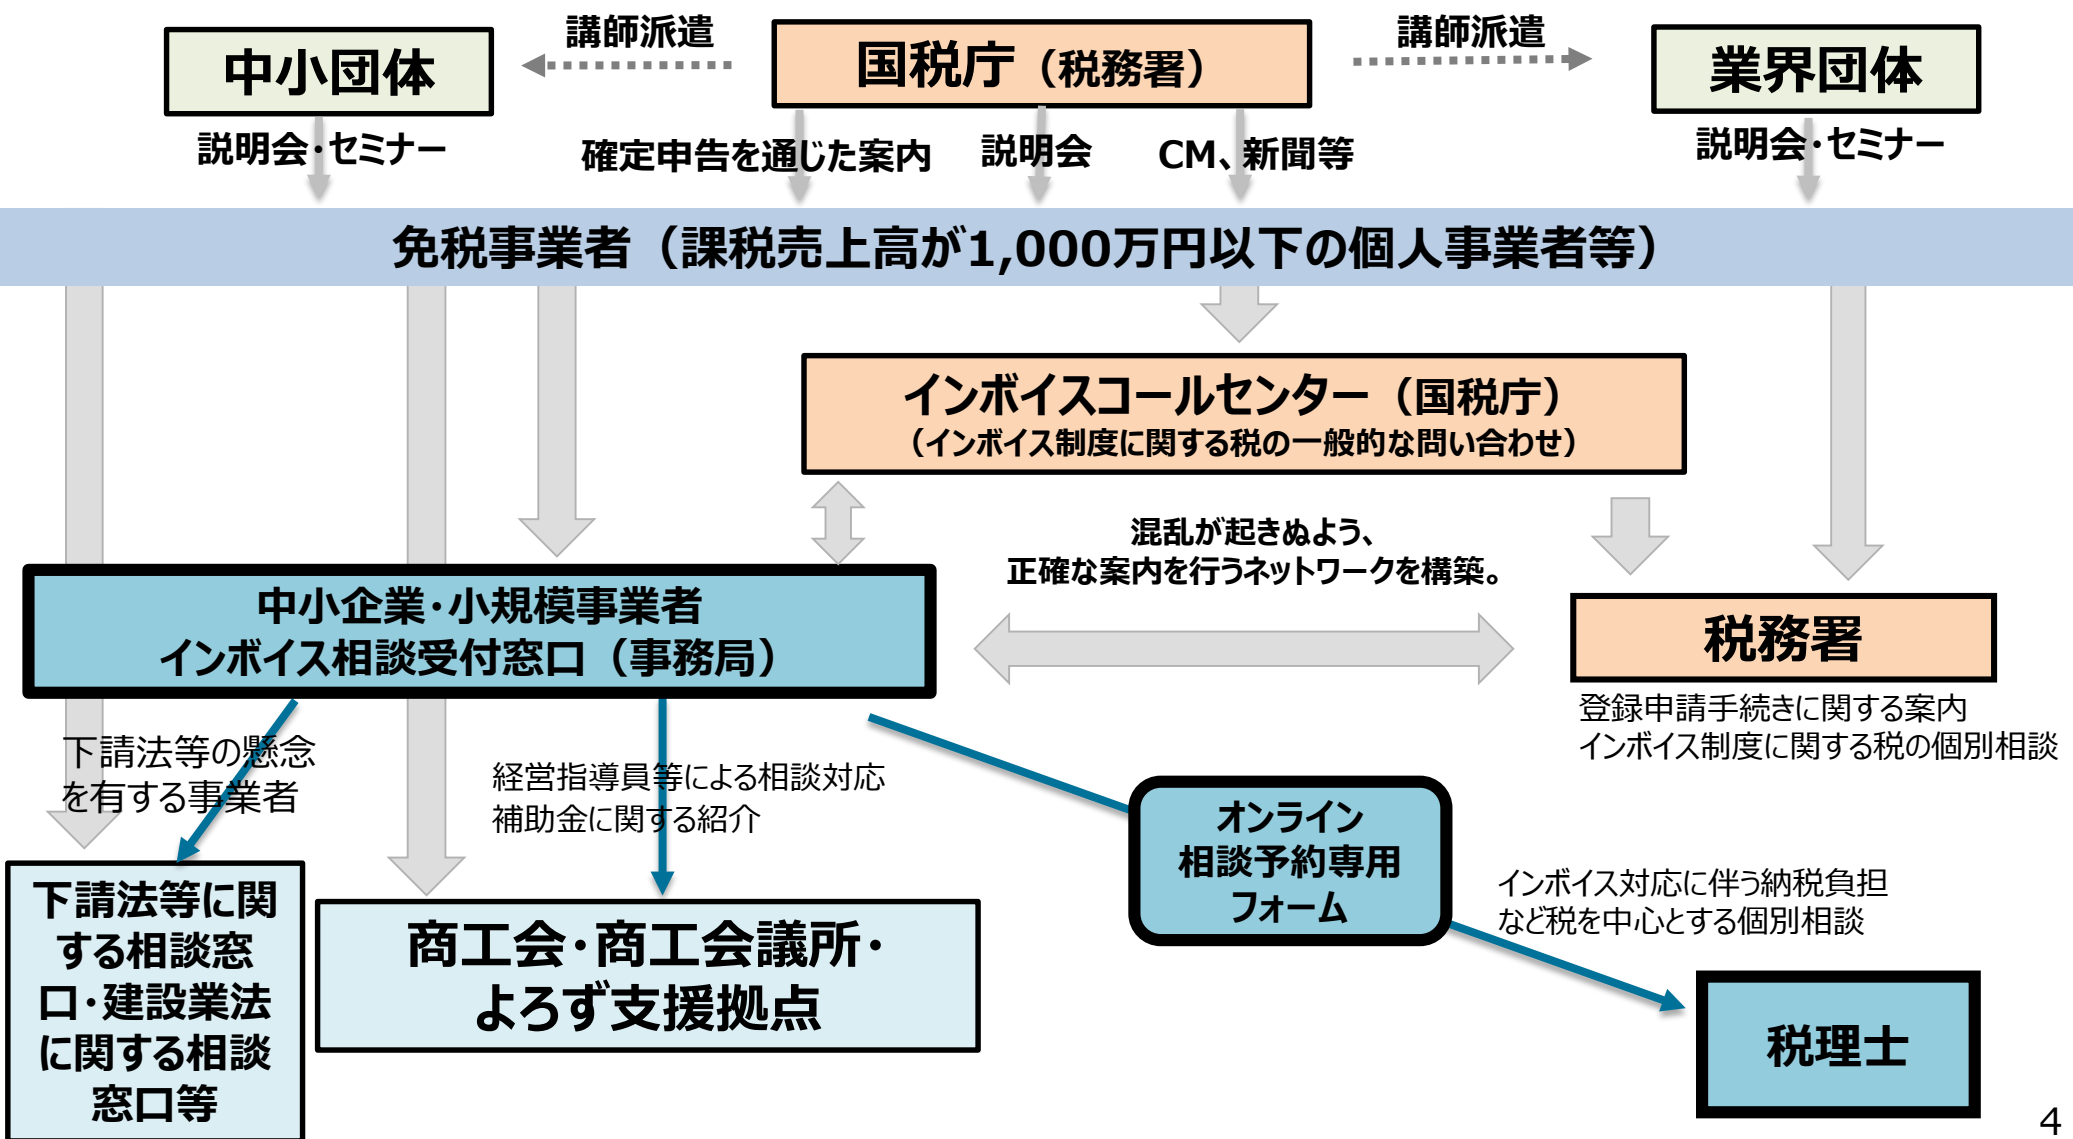 講師派遣
講師派遣
中小団体
国税庁（税務署）
業界団体
説明会・セミナー
確定申告を通じた案内
説明会
CM、新聞等
説明会・セミナー
免税事業者（課税売上高が1,000万円以下の個人事業者等）
インボイスコールセンター（国税庁）
（インボイス制度に関する税の一般的な問い合わせ）
混乱が起きぬよう、
正確な案内を行うネットワークを構築。
中小企業・小規模事業者
インボイス相談受付窓口（事務局）
税務署
登録申請手続きに関する案内
インボイス制度に関する税の個別相談
下請法等の懸念
を有する事業者
経営指導員等による相談対応
補助金に関する紹介
オンライン
相談予約専用
フォーム
インボイス対応に伴う納税負担
など税を中心とする個別相談
下請法等に関
する相談窓
口・建設業法
に関する相談
窓口等
商工会・商工会議所・
よろず支援拠点
税理士
4